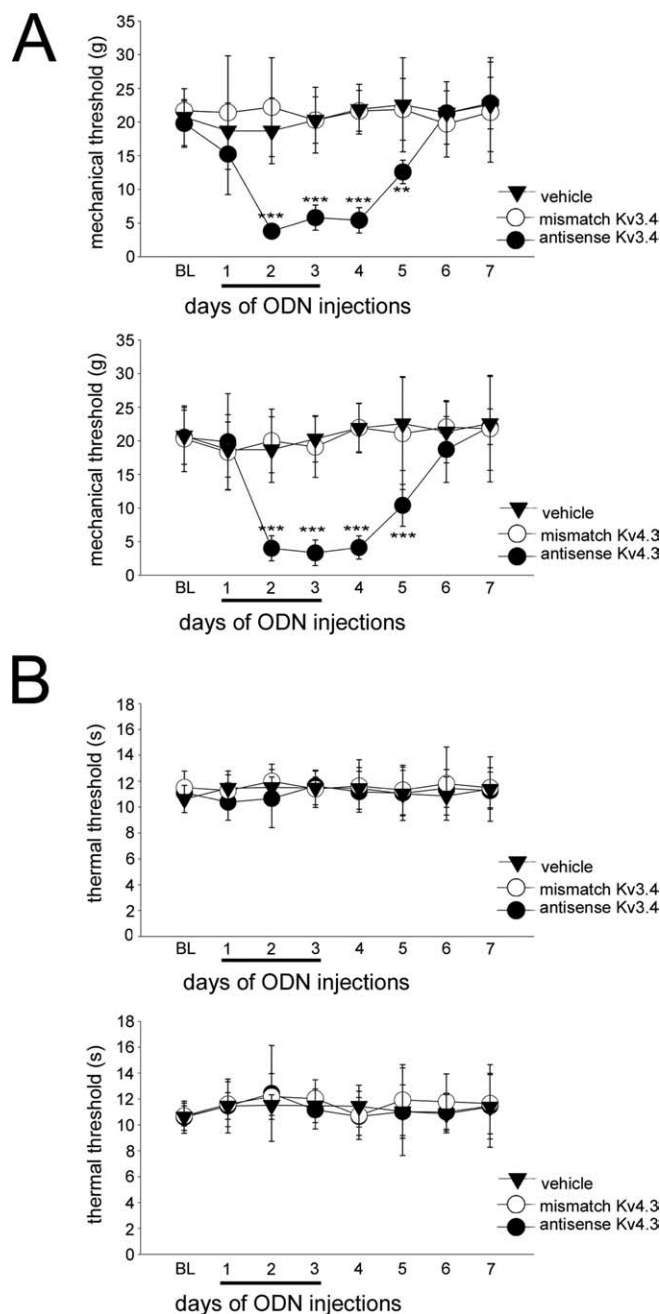 A
mechanical threshold (g)
35
30
25
20
15
10
5
0
***
***
***
**
vehicle
mismatch Kv3.4
antisense Kv3.4
BL 1 2 3 4 5 6 7
days of ODN injections
mechanical threshold (g)
35
30
25
20
15
10
5
0
***
***
***
***
vehicle
mismatch Kv4.3
antisense Kv4.3
BL 1 2 3 4 5 6 7
days of ODN injections
B
thermal threshold (s)
18
16
14
12
10
8
6
4
2
0
vehicle
mismatch Kv3.4
antisense Kv3.4
BL 1 2 3 4 5 6 7
days of ODN injections
thermal threshold (s)
18
16
14
12
10
8
6
4
2
0
vehicle
mismatch Kv4.3
antisense Kv4.3
BL 1 2 3 4 5 6 7
days of ODN injections